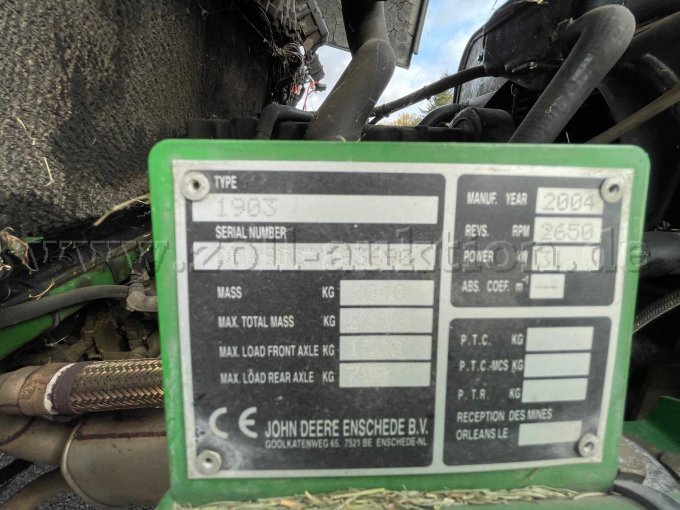 TYPE
1903
SERIAL NUMBER
MASS KG
MAX. TOTAL MASS KG
MAX. LOAD FRONT AXLE KG
MAX. LOAD REAR AXLE KG
CE JOHN DEERE ENSCHEDE B.V.
GOOLKATENWEG 65, 7521 BE ENSCHEDE-NL
MANUF. YEAR 2004
REVS. RPM 2650
POWER kW
ABS. COEF. m⁻¹ ---
P.T.C. KG
P.T.C.-MCS KG
P.T.R. KG
RECEPTION DES MINES
ORLEANS LE
www.zoll-auktion.de